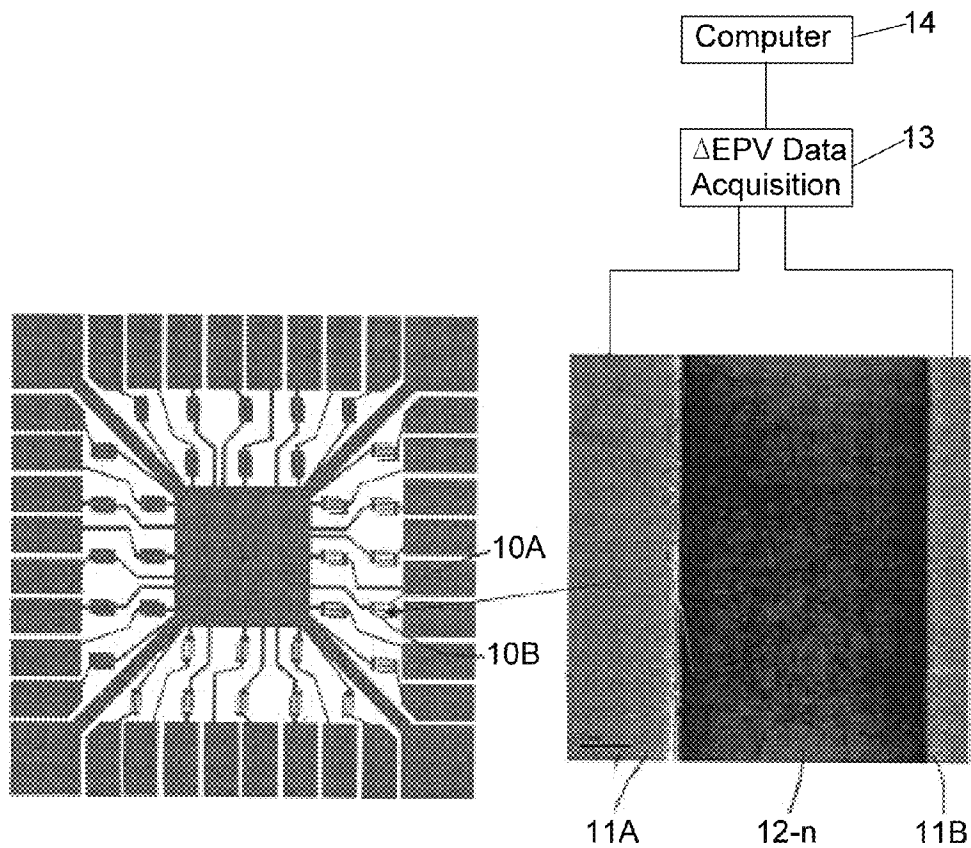 Computer
14
ΔEPV Data
Acquisition
13
10A
10B
11A
12-n
11B